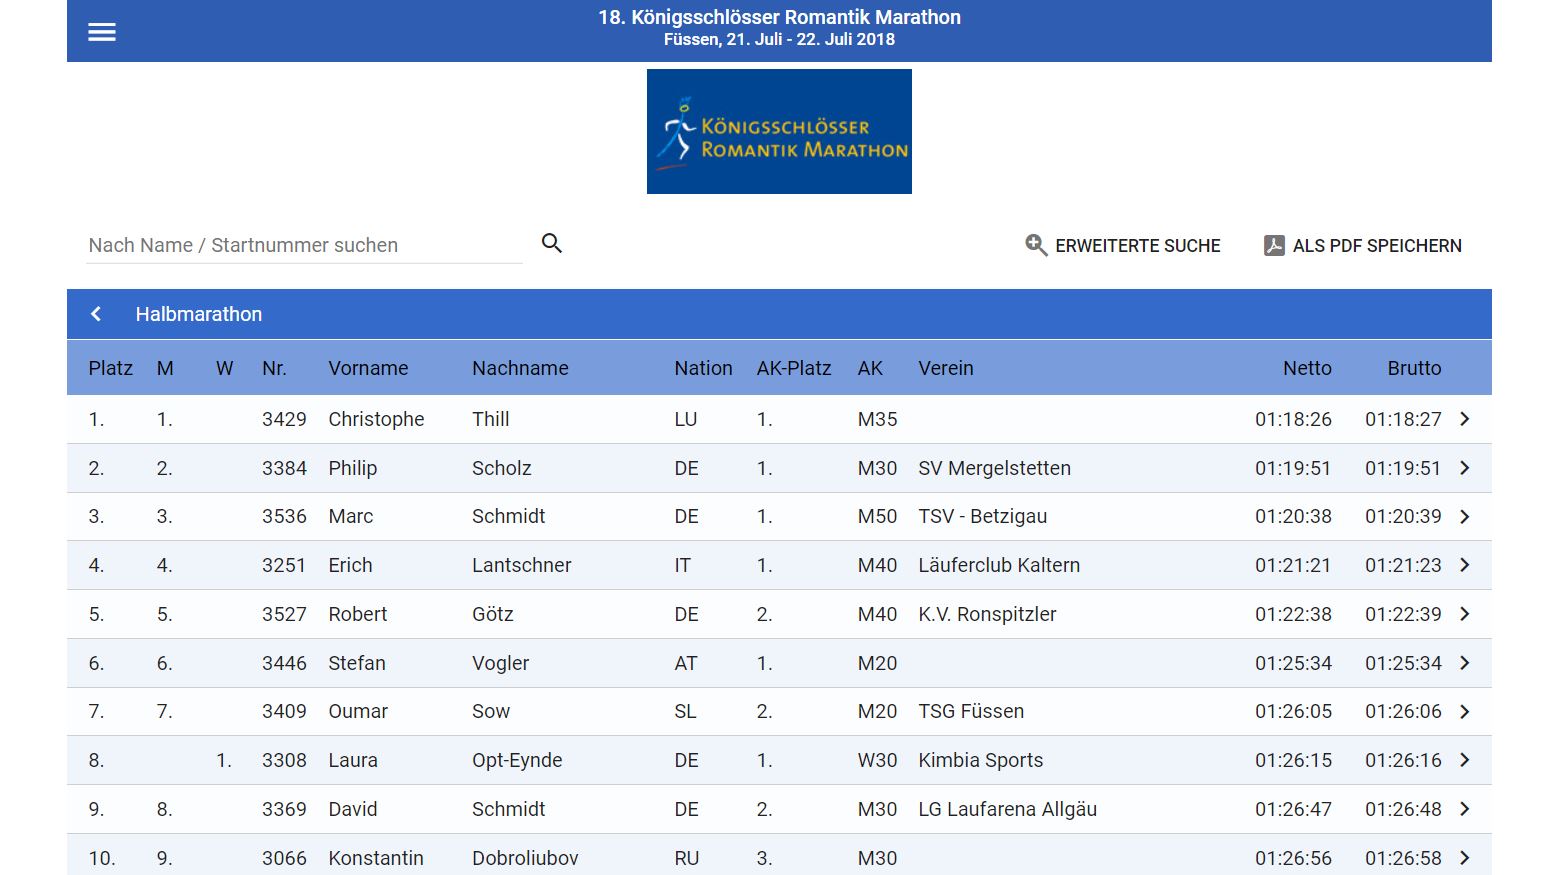 18. Königsschlösser Romantik Marathon
Füssen, 21. Juli - 22. Juli 2018
KÖNIGSSCHLÖSSER
ROMANTIK MARATHON
Nach Name / Startnummer suchen ERWEITERTE SUCHE ALS PDF SPEICHERN
Halbmarathon
Platz M W Nr. Vorname Nachname Nation AK-Platz AK Verein Netto Brutto
1. 1. 3429 Christophe Thill LU 1. M35 01:18:26 01:18:27
2. 2. 3384 Philip Scholz DE 1. M30 SV Mergelstetten 01:19:51 01:19:51
3. 3. 3536 Marc Schmidt DE 1. M50 TSV - Betzigau 01:20:38 01:20:39
4. 4. 3251 Erich Lantschner IT 1. M40 Läuferclub Kaltern 01:21:21 01:21:23
5. 5. 3527 Robert Götz DE 2. M40 K.V. Ronspitzler 01:22:38 01:22:39
6. 6. 3446 Stefan Vogler AT 1. M20 01:25:34 01:25:34
7. 7. 3409 Oumar Sow SL 2. M20 TSG Füssen 01:26:05 01:26:06
8. 1. 3308 Laura Opt-Eynde DE 1. W30 Kimbia Sports 01:26:15 01:26:16
9. 8. 3369 David Schmidt DE 2. M30 LG Laufarena Allgäu 01:26:47 01:26:48
10. 9. 3066 Konstantin Dobroliubov RU 3. M30 01:26:56 01:26:58